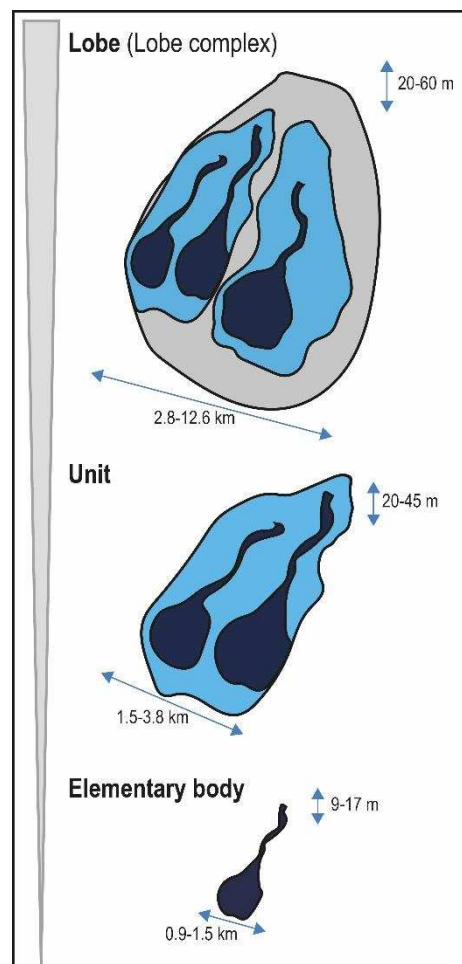 Lobe (Lobe complex)
20-60 m
2.8-12.6 km
Unit
20-45 m
1.5-3.8 km
Elementary body
9-17 m
0.9-1.5 km